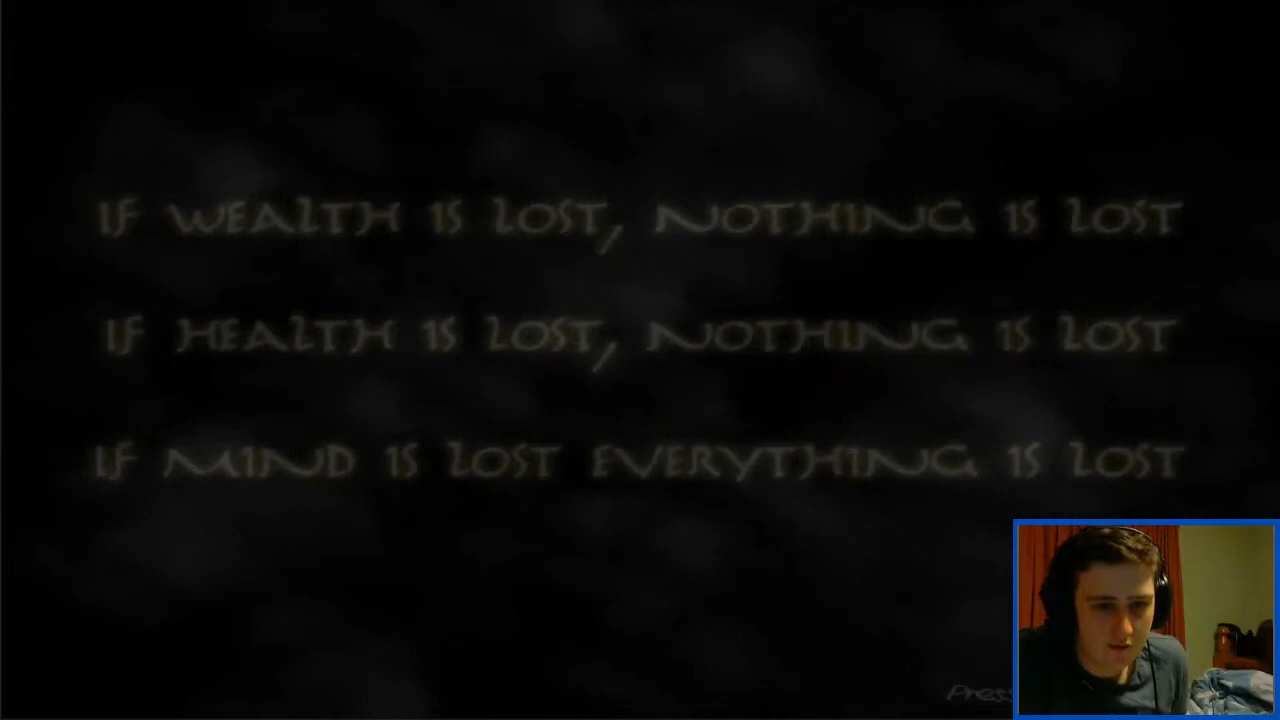 IF WEALTH IS LOST, NOTHING IS LOST
IF HEALTH IS LOST, NOTHING IS LOST
IF MIND IS LOST EVERYTHING IS LOST
Press